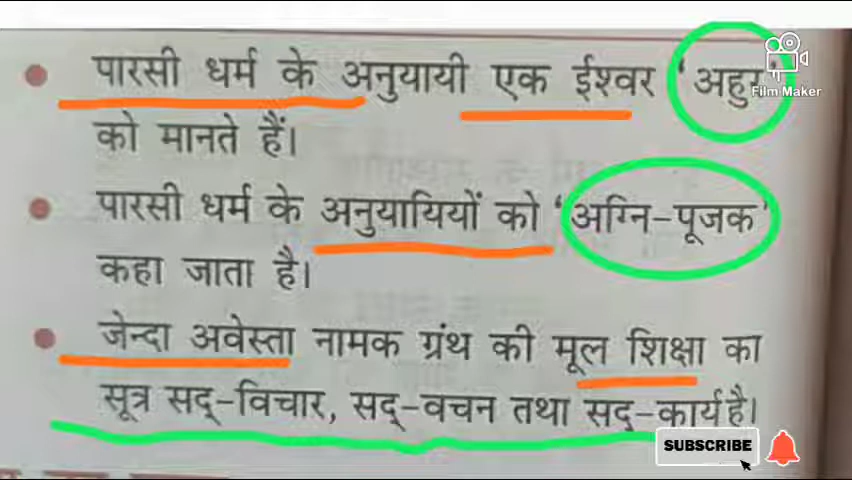 पारसी धर्म के अनुयायी एक ईश्वर 'अहुर'
Film Maker
को मानते हैं।
पारसी धर्म के अनुयायियों को 'अग्नि-पूजक'
कहा जाता है।
जेन्दा अवेस्ता नामक ग्रंथ की मूल शिक्षा का
सूत्र सद्-विचार, सद्-वचन तथा सद्-कार्य है।
SUBSCRIBE